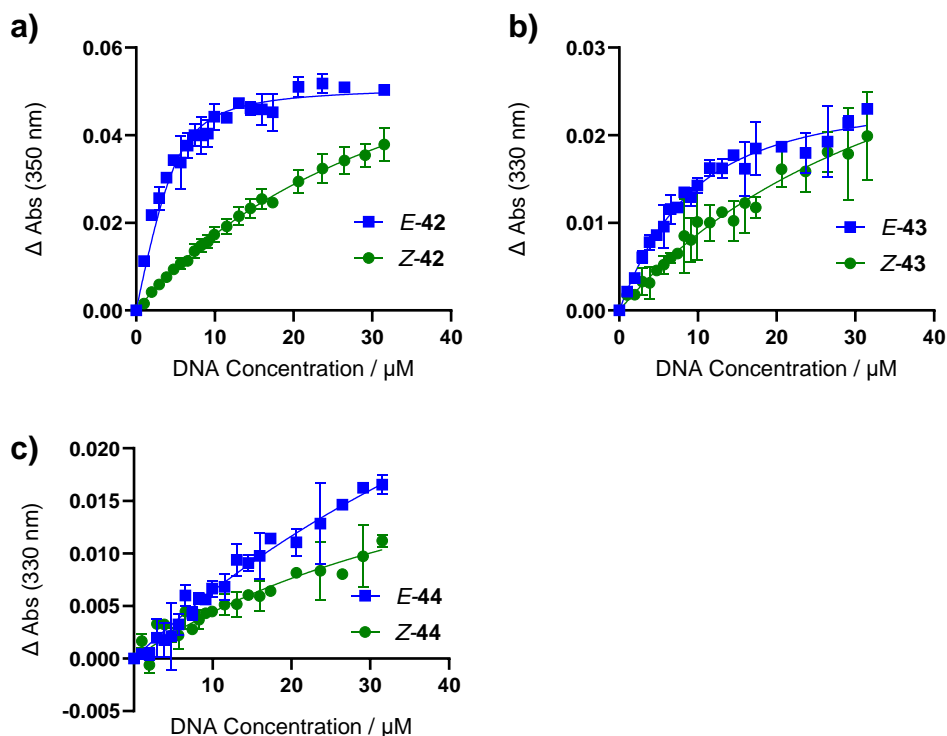 a)
Δ Abs (350 nm)
0.06
0.04
0.02
0.00
0
10
20
30
40
DNA Concentration / µM
E-42
Z-42
b)
Δ Abs (330 nm)
0.03
0.02
0.01
0.00
0
10
20
30
40
DNA Concentration / µM
E-43
Z-43
c)
Δ Abs (330 nm)
0.020
0.015
0.010
0.005
0.000
-0.005
10
20
30
40
DNA Concentration / µM
E-44
Z-44